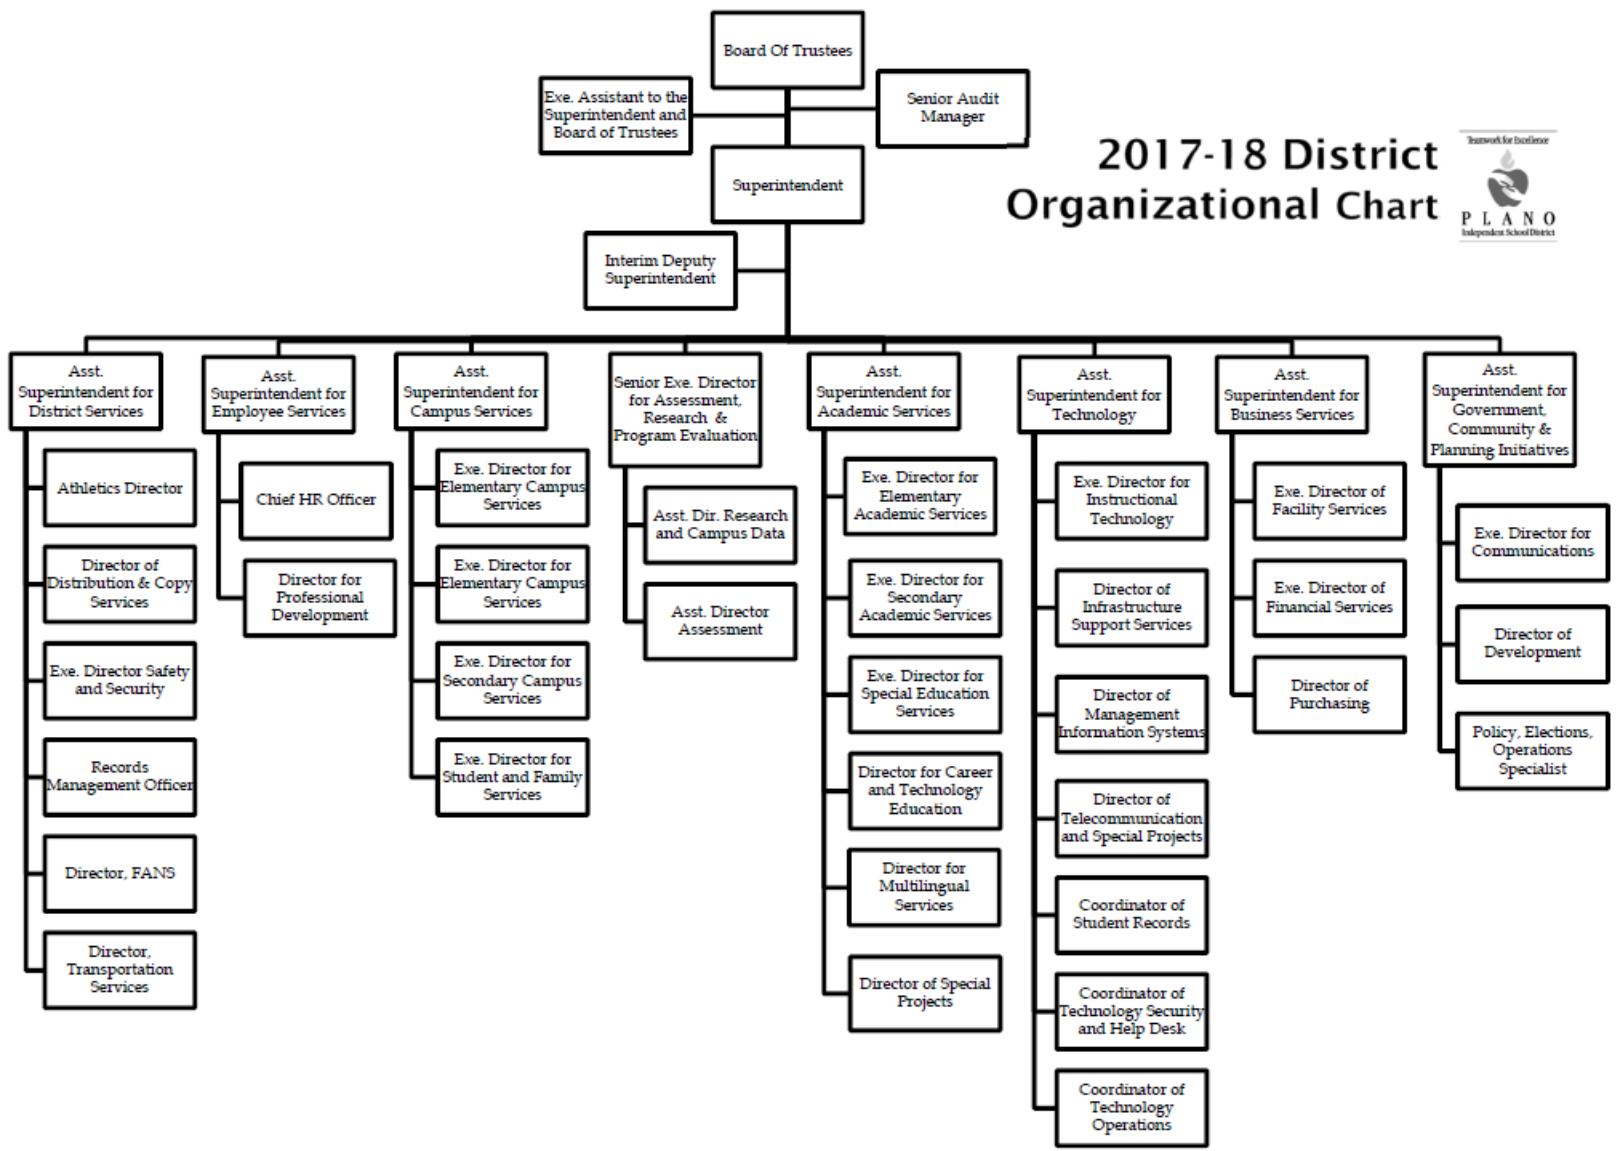 Board Of Trustees
Exe. Assistant to the
Superintendent and
Board of Trustees
Senior Audit
Manager
2017-18 District
Organizational Chart
Teamwork for Excellence
PLANO
Independent School District
Superintendent
Interim Deputy
Superintendent
Asst.
Superintendent for
District Services
Athletics Director
Director of
Distribution & Copy
Services
Exe. Director Safety
and Security
Records
Management Officer
Director, FANS
Director,
Transportation
Services
Asst.
Superintendent for
Employee Services
Chief HR Officer
Director for
Professional
Development
Asst.
Superintendent for
Campus Services
Exe. Director for
Elementary Campus
Services
Exe. Director for
Elementary Campus
Services
Exe. Director for
Secondary Campus
Services
Exe. Director for
Student and Family
Services
Senior Exe. Director
for Assessment,
Research &
Program Evaluation
Asst. Dir. Research
and Campus Data
Asst. Director
Assessment
Asst.
Superintendent for
Academic Services
Exe. Director for
Elementary
Academic Services
Exe. Director for
Secondary
Academic Services
Exe. Director for
Special Education
Services
Director for Career
and Technology
Education
Director for
Multilingual
Services
Director of Special
Projects
Asst.
Superintendent for
Technology
Exe. Director for
Instructional
Technology
Director of
Infrastructure
Support Services
Director of
Management
Information Systems
Director of
Telecommunication
and Special Projects
Coordinator of
Student Records
Coordinator of
Technology Security
and Help Desk
Coordinator of
Technology
Operations
Asst.
Superintendent for
Business Services
Exe. Director of
Facility Services
Exe. Director of
Financial Services
Director of
Purchasing
Asst.
Superintendent for
Government,
Community &
Planning Initiatives
Exe. Director for
Communications
Director of
Development
Policy, Elections,
Operations
Specialist